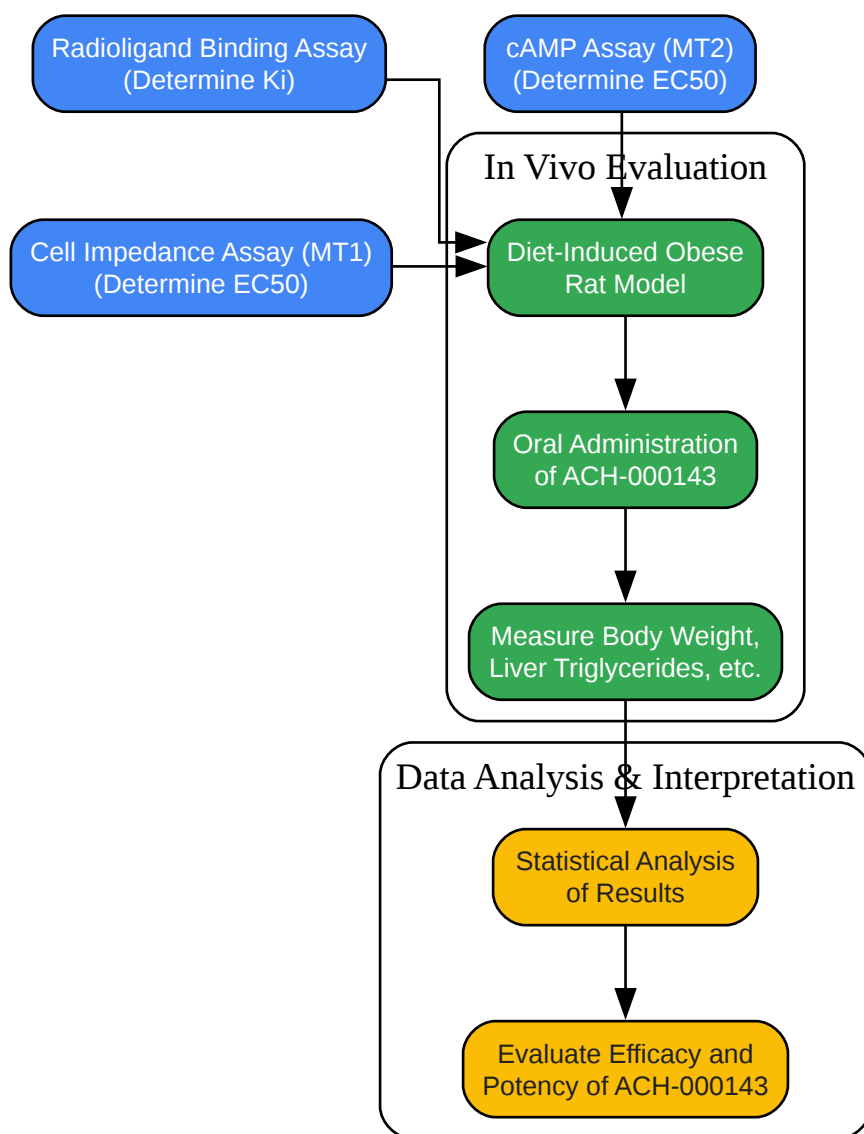 Radioligand Binding Assay
(Determine Ki)
cAMP Assay (MT2)
(Determine EC50)
In Vivo Evaluation
Cell Impedance Assay (MT1)
(Determine EC50)
Diet-Induced Obese
Rat Model
Oral Administration
of ACH-000143
Measure Body Weight,
Liver Triglycerides, etc.
Data Analysis & Interpretation
Statistical Analysis
of Results
Evaluate Efficacy and
Potency of ACH-000143